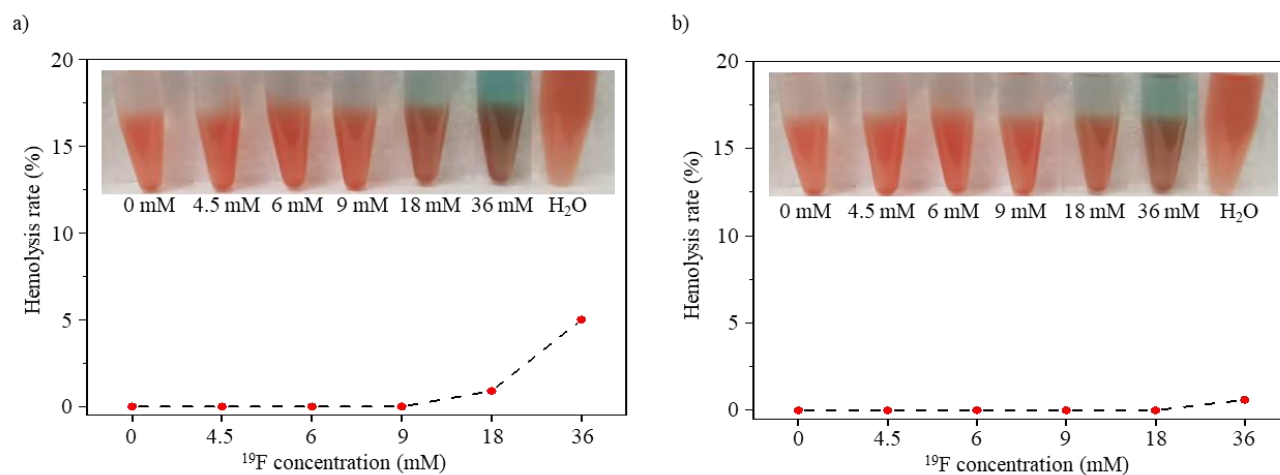 a)
20
15
10
5
0
Hemolysis rate (%)
0 mM 4.5 mM 6 mM 9 mM 18 mM 36 mM H₂O
0 4.5 6 9 18 36
¹⁹F concentration (mM)
b)
20
15
10
5
0
Hemolysis rate (%)
0 mM 4.5 mM 6 mM 9 mM 18 mM 36 mM H₂O
0 4.5 6 9 18 36
¹⁹F concentration (mM)